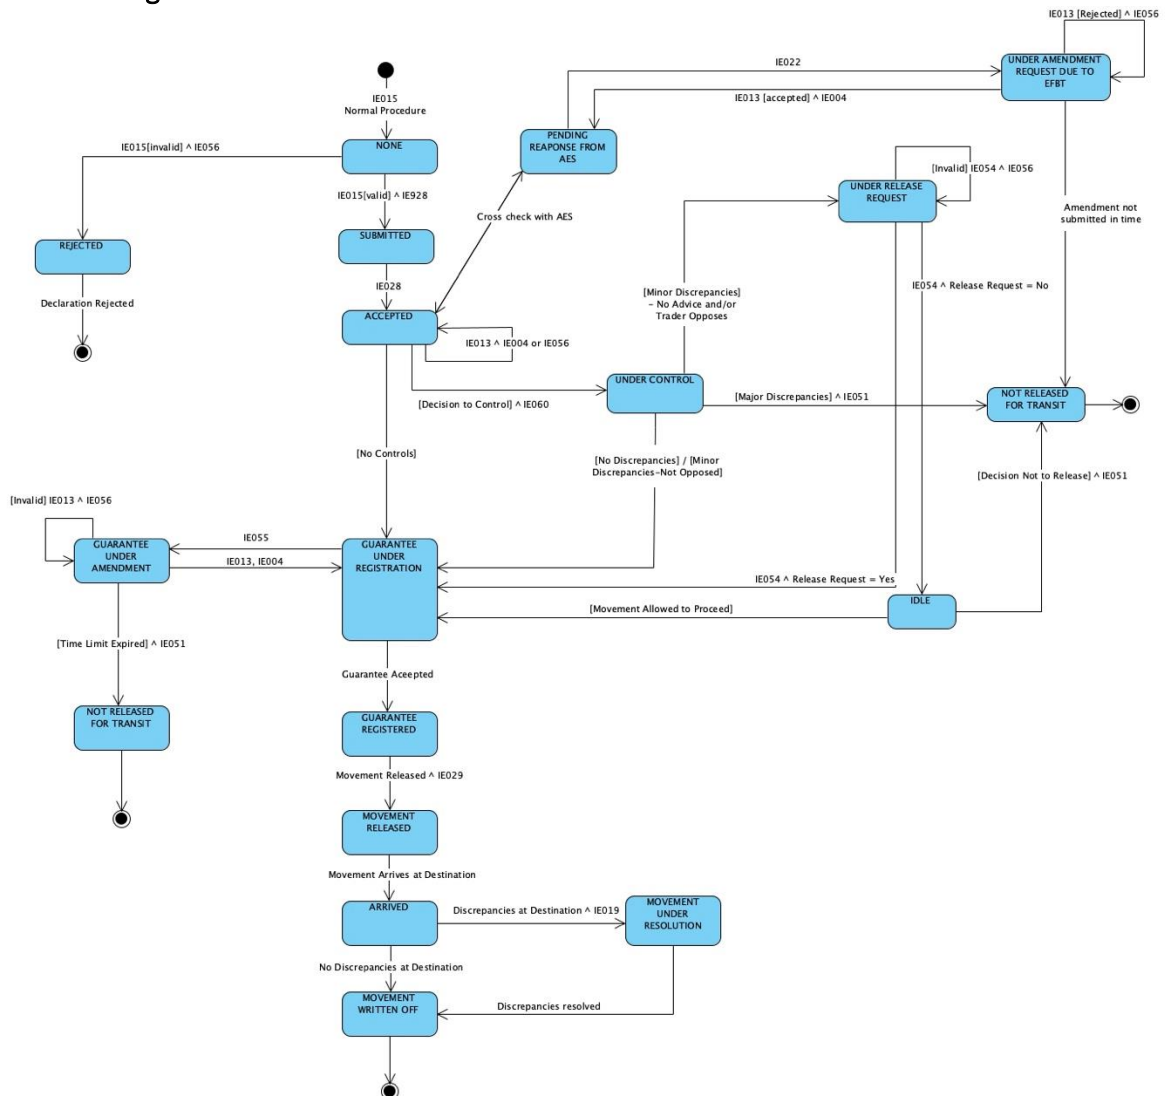 IE013 [Rejected] ^ IE056
UNDER AMENDMENT
REQUEST DUE TO
EFBT
IE022
IE013 [accepted] ^ IE004
IE015
Normal Procedure
PENDING
REAPONSE FROM
AES
NONE
IE015[invalid] ^ IE056
[Invalid] IE054 ^ IE056
UNDER RELEASE
REQUEST
IE015[valid] ^ IE928
Amendment not
submitted in time
Cross check with AES
SUBMITTED
REJECTED
IE028
IE054 ^ Release Request = No
[Minor Discrepancies]
- No Advice and/or
Trader Opposes
Declaration Rejected
ACCEPTED
IE013 ^ IE004 or IE056
UNDER CONTROL
[Decision to Control] ^ IE060
[Major Discrepancies] ^ IE051
NOT RELEASED
FOR TRANSIT
[No Controls]
[No Discrepancies] / [Minor
Discrepancies-Not Opposed]
[Decision Not to Release] ^ IE051
[Invalid] IE013 ^ IE056
GUARANTEE
UNDER
AMENDMENT
IE055
IE013, IE004
GUARANTEE
UNDER
REGISTRATION
IE054 ^ Release Request = Yes
IDLE
[Movement Allowed to Proceed]
[Time Limit Expired] ^ IE051
Guarantee Aceepted
NOT RELEASED
FOR TRANSIT
GUARANTEE
REGISTERED
Movement Released ^ IE029
MOVEMENT
RELEASED
Movement Arrives at Destination
ARRIVED
Discrepancies at Destination ^ IE019
MOVEMENT
UNDER
RESOLUTION
No Discrepancies at Destination
MOVEMENT
WRITTEN OFF
Discrepancies resolved